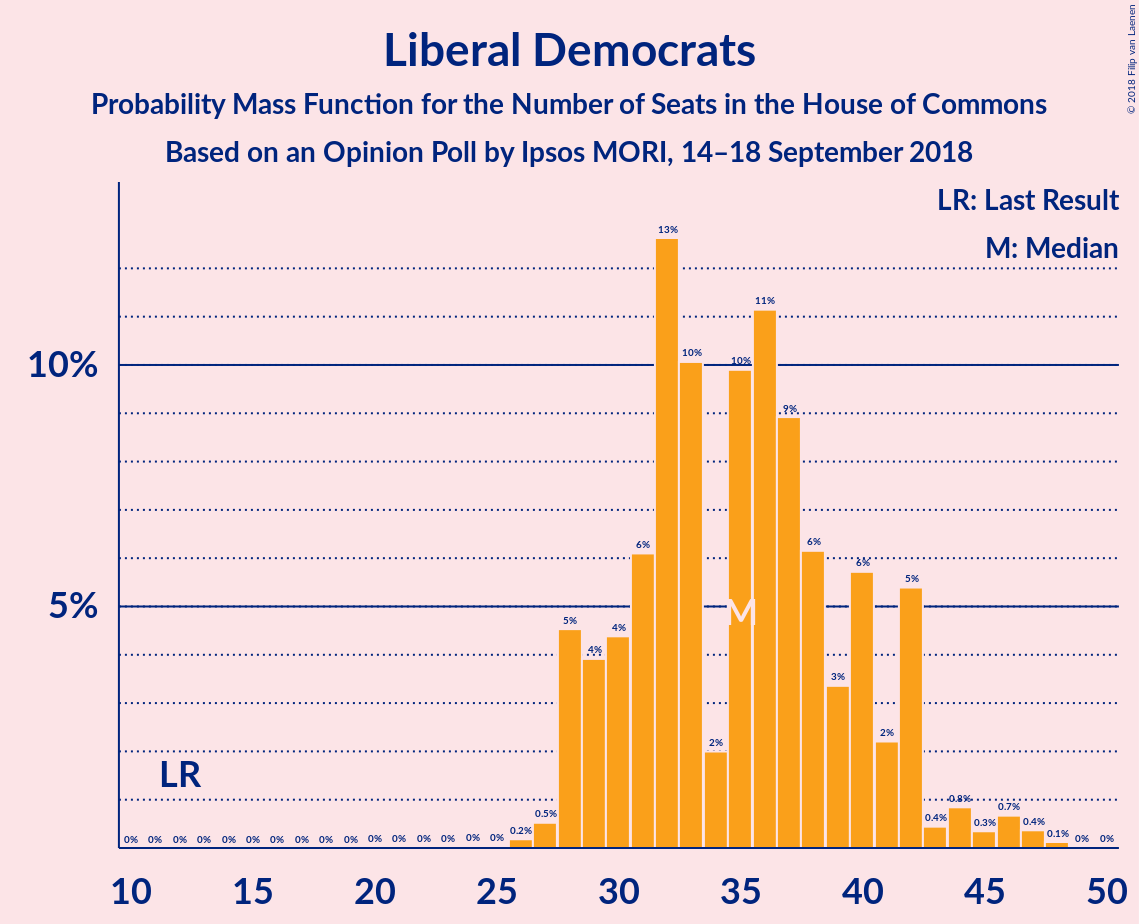 © 2018 Filip van Laenen
Liberal Democrats
Probability Mass Function for the Number of Seats in the House of Commons
Based on an Opinion Poll by Ipsos MORI, 14–18 September 2018
LR: Last Result
M: Median
13%
11%
10% 10%
10%
9%
6% 6%
6%
5%
5%
5%
4% 4%
M
3%
2% 2%
LR
0% 0% 0% 0% 0% 0% 0% 0% 0% 0% 0% 0% 0% 0% 0% 0% 0.2% 0.5% 0.4% 0.8% 0.3% 0.7% 0.4% 0.1% 0% 0%
10 15 20 25 30 35 40 45 50